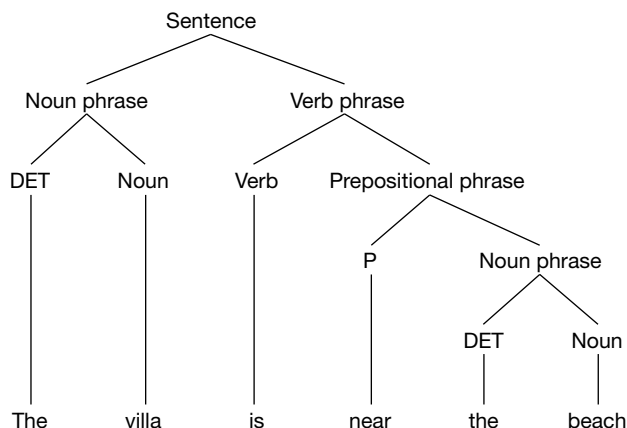 Sentence
Noun phrase Verb phrase
DET Noun Verb Prepositional phrase
P Noun phrase
DET Noun
The villa is near the beach